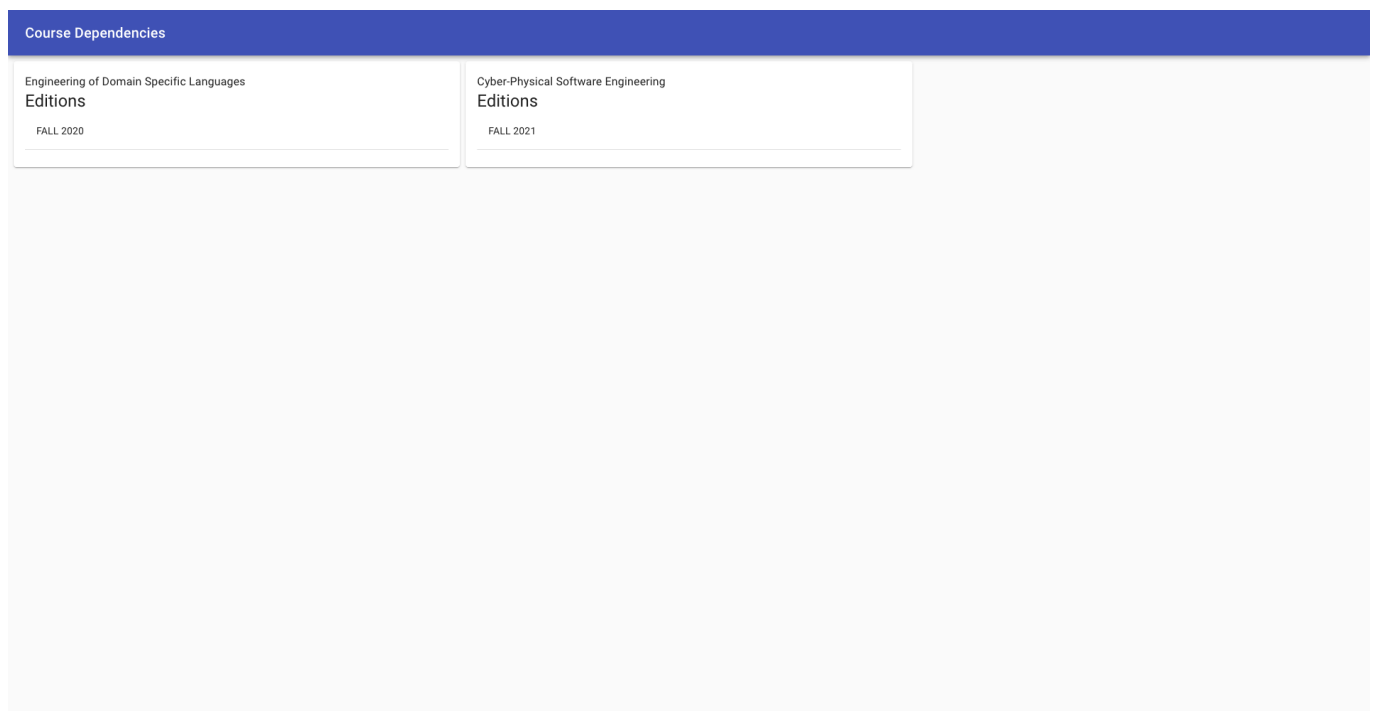 Course Dependencies
Engineering of Domain Specific Languages
Editions
FALL 2020
Cyber-Physical Software Engineering
Editions
FALL 2021